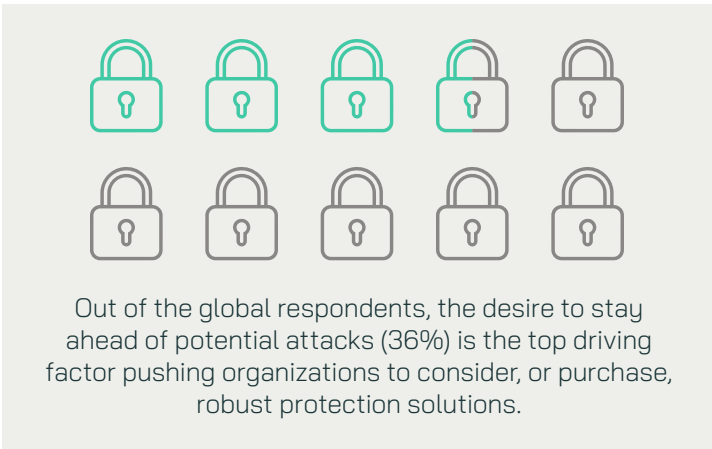 Out of the global respondents, the desire to stay
ahead of potential attacks (36%) is the top driving
factor pushing organizations to consider, or purchase,
robust protection solutions.